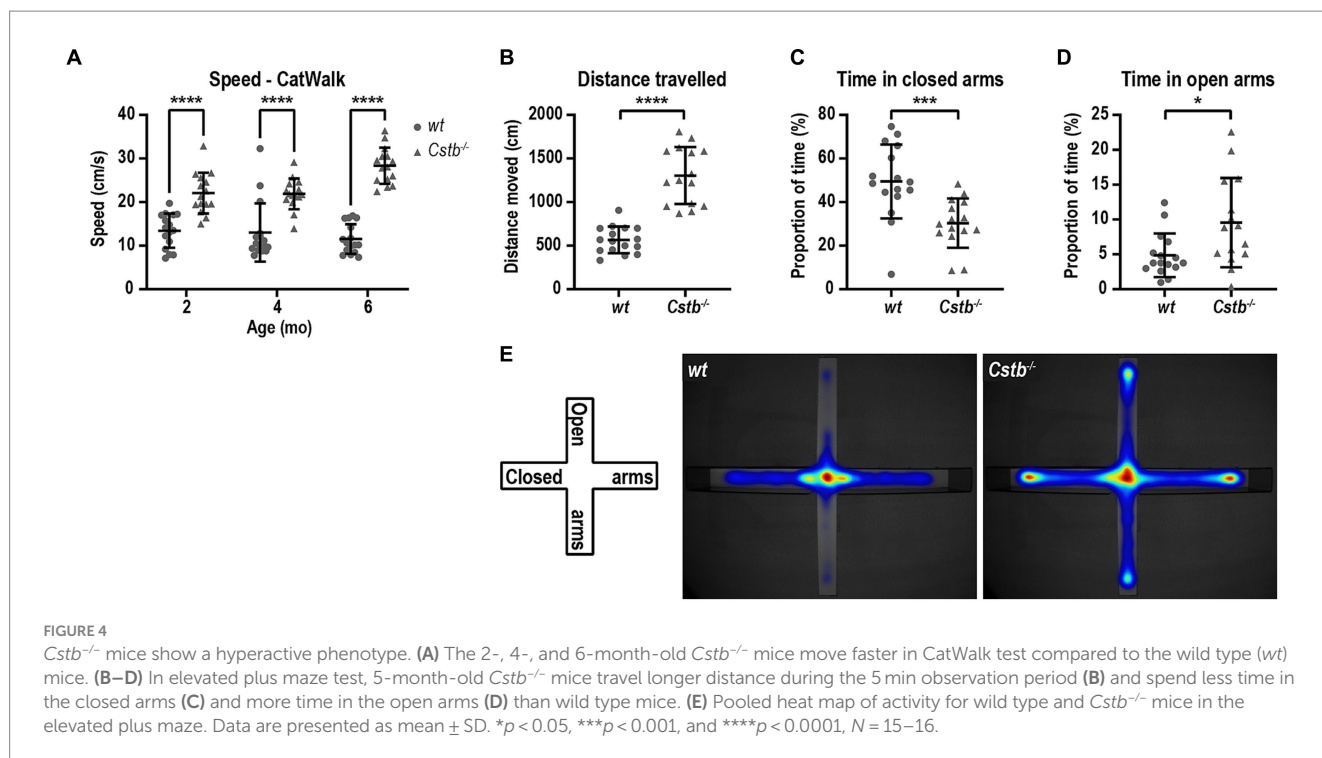 A
Speed - CatWalk
****
****
****
40
30
20
10
0
Speed (cm/s)
2
4
6
Age (mo)
wt
Cstb-/-
B
Distance travelled
****
2000
1500
1000
500
0
Distance moved (cm)
wt
Cstb-/-
C
Time in closed arms
***
80
60
40
20
0
Proportion of time (%)
wt
Cstb-/-
D
Time in open arms
*
25
20
15
10
5
0
Proportion of time (%)
wt
Cstb-/-
E
Open
Closed
arms
arms
wt
Cstb-/-
FIGURE 4
Cstb−/− mice show a hyperactive phenotype. (A) The 2-, 4-, and 6-month-old Cstb−/− mice move faster in CatWalk test compared to the wild type (wt)
mice. (B–D) In elevated plus maze test, 5-month-old Cstb−/− mice travel longer distance during the 5 min observation period (B) and spend less time in
the closed arms (C) and more time in the open arms (D) than wild type mice. (E) Pooled heat map of activity for wild type and Cstb−/− mice in the
elevated plus maze. Data are presented as mean ± SD. *p < 0.05, ***p < 0.001, and ****p < 0.0001, N = 15–16.